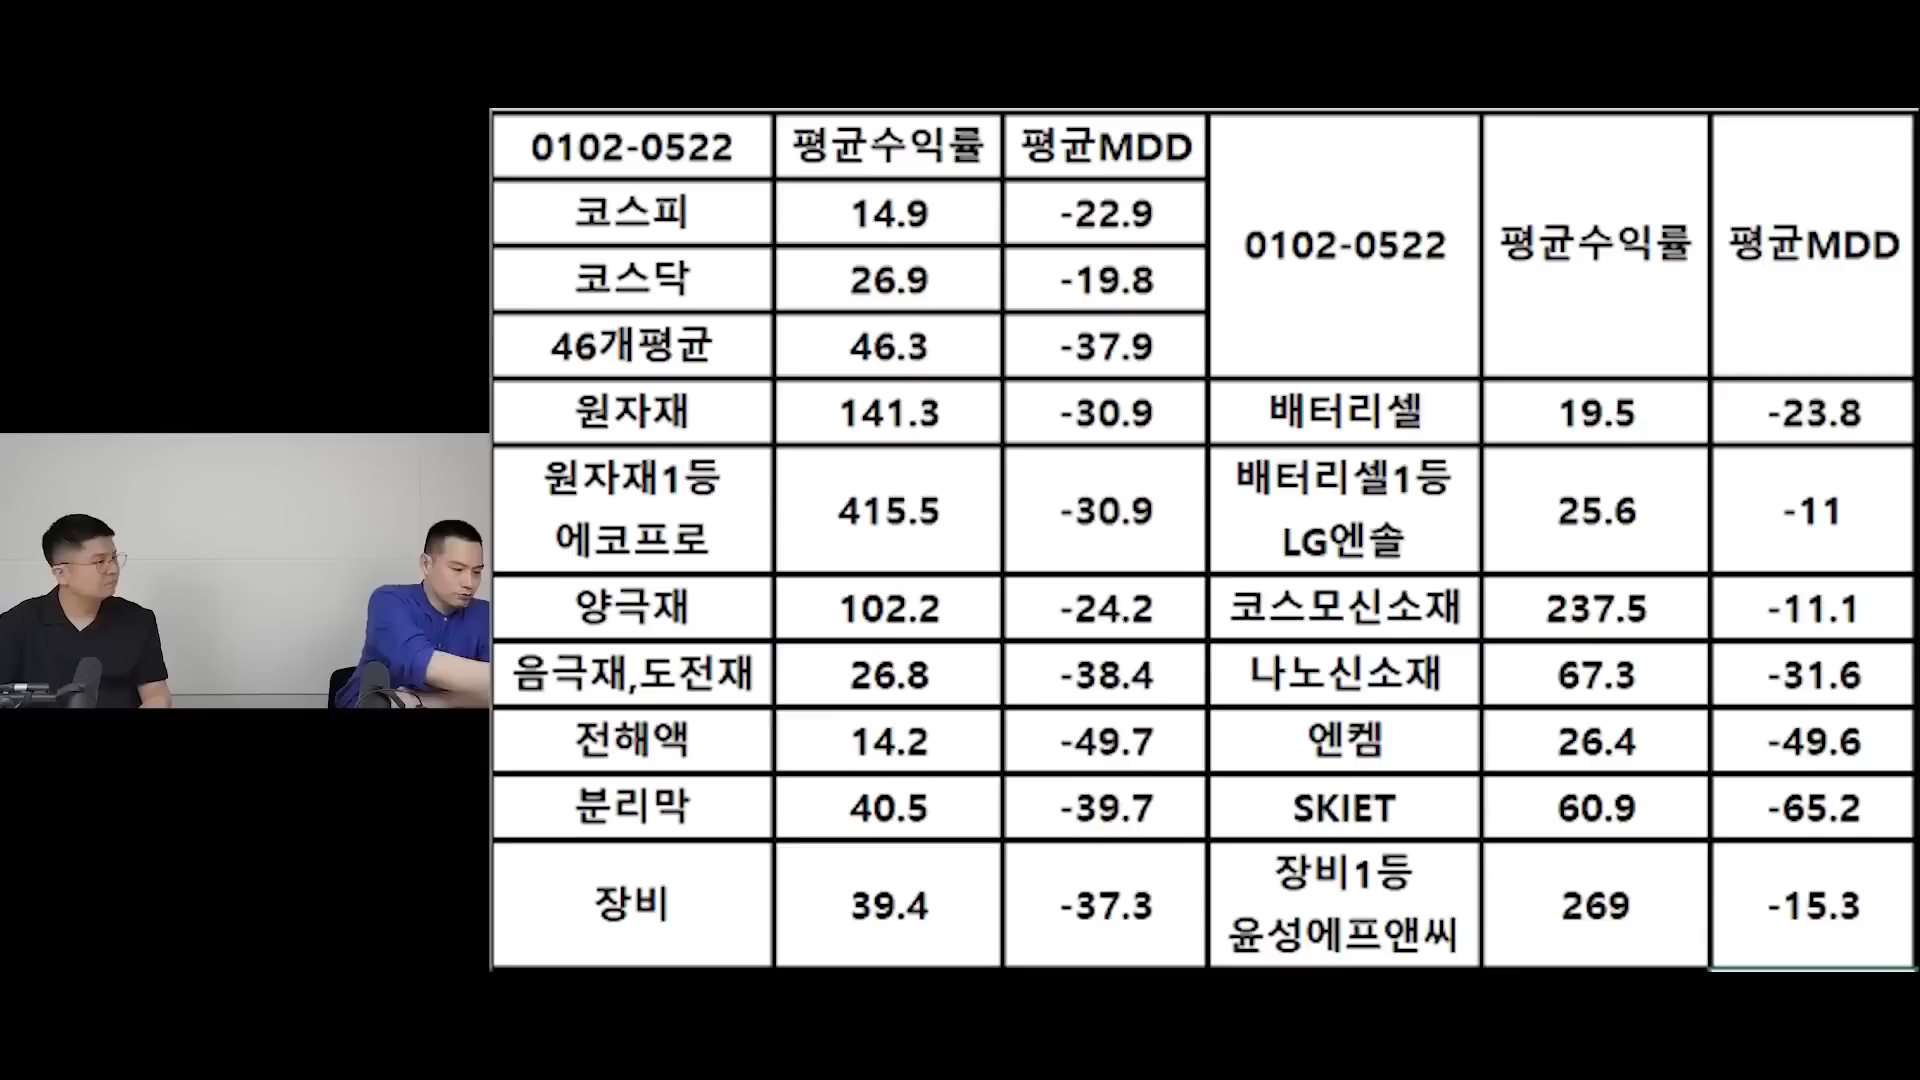 0102-0522 평균수익률 평균MDD
코스피 14.9 -22.9
코스닥 26.9 -19.8
46개평균 46.3 -37.9
0102-0522 평균수익률 평균MDD
원자재 141.3 -30.9 배터리셀 19.5 -23.8
원자재1등
에코프로 415.5 -30.9
배터리셀1등
LG엔솔 25.6 -11
양극재 102.2 -24.2 코스모신소재 237.5 -11.1
음극재,도전재 26.8 -38.4 나노신소재 67.3 -31.6
전해액 14.2 -49.7 엔켐 26.4 -49.6
분리막 40.5 -39.7 SKIET 60.9 -65.2
장비 39.4 -37.3
장비1등
윤성에프앤씨 269 -15.3